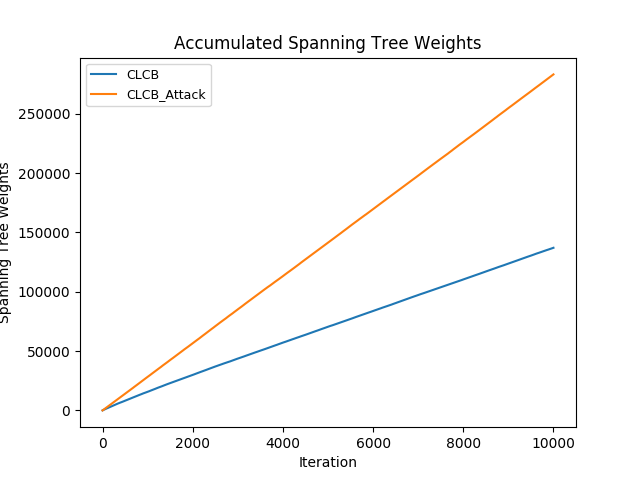 Accumulated Spanning Tree Weights
CLCB
CLCB_Attack
250000
200000
150000
100000
50000
0
Spanning Tree Weights
0 2000 4000 6000 8000 10000
Iteration